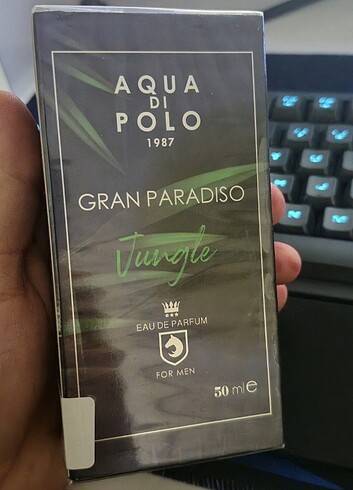 AQUA
DI
POLO
1987
GRAN PARADISO
Jungle
EAU DE PARFUM
FOR MEN
50 ml e